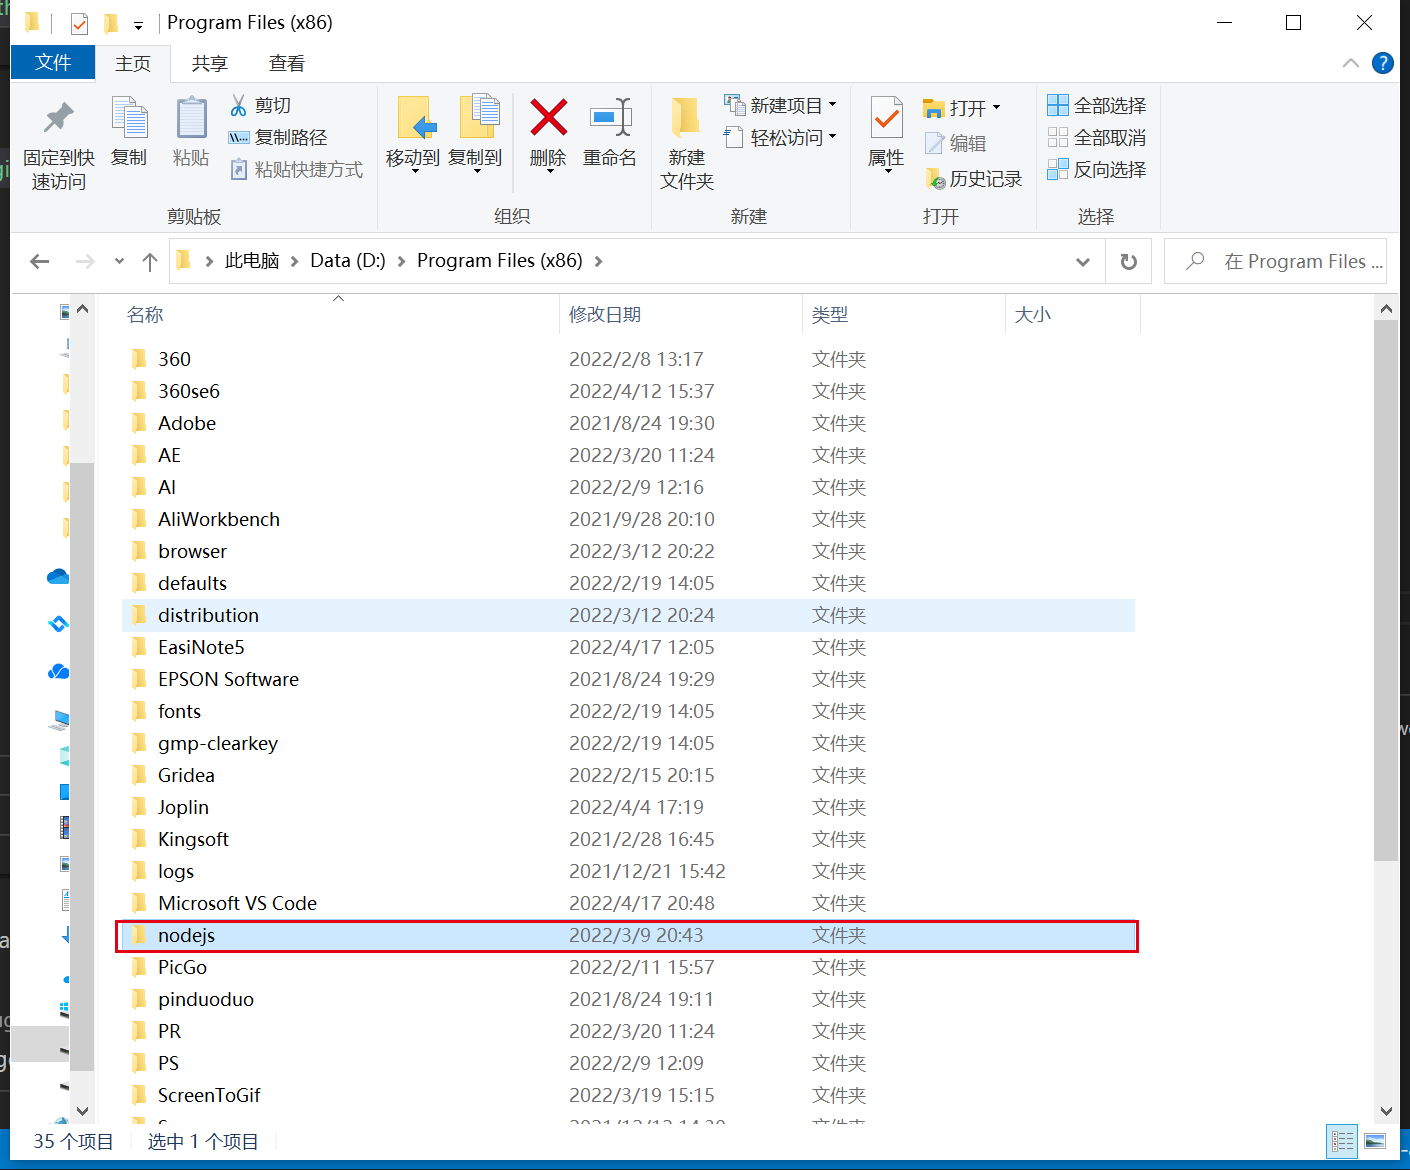 Program Files (x86)
文件 主页 共享 查看
固定到快速访问
复制
粘贴
剪切
复制路径
粘贴快捷方式
剪贴板
移动到
复制到
删除
重命名
组织
新建
文件夹
新建项目
轻松访问
新建
属性
打开
编辑
历史记录
打开
全部选择
全部取消
反向选择
选择
此电脑 Data (D:) Program Files (x86)
在 Program Files ...
名称 修改日期 类型 大小
360 2022/2/8 13:17 文件夹
360se6 2022/4/12 15:37 文件夹
Adobe 2021/8/24 19:30 文件夹
AE 2022/3/20 11:24 文件夹
AI 2022/2/9 12:16 文件夹
AliWorkbench 2021/9/28 20:10 文件夹
browser 2022/3/12 20:22 文件夹
defaults 2022/2/19 14:05 文件夹
distribution 2022/3/12 20:24 文件夹
EasiNote5 2022/4/17 12:05 文件夹
EPSON Software 2021/8/24 19:29 文件夹
fonts 2022/2/19 14:05 文件夹
gmp-clearkey 2022/2/19 14:05 文件夹
Gridea 2022/2/15 20:15 文件夹
Joplin 2022/4/4 17:19 文件夹
Kingsoft 2021/2/28 16:45 文件夹
logs 2021/12/21 15:42 文件夹
Microsoft VS Code 2022/4/17 20:48 文件夹
nodejs 2022/3/9 20:43 文件夹
PicGo 2022/2/11 15:57 文件夹
pinduoduo 2021/8/24 19:11 文件夹
PR 2022/3/20 11:24 文件夹
PS 2022/2/9 12:09 文件夹
ScreenToGif 2022/3/19 15:15 文件夹
35 个项目 选中 1 个项目